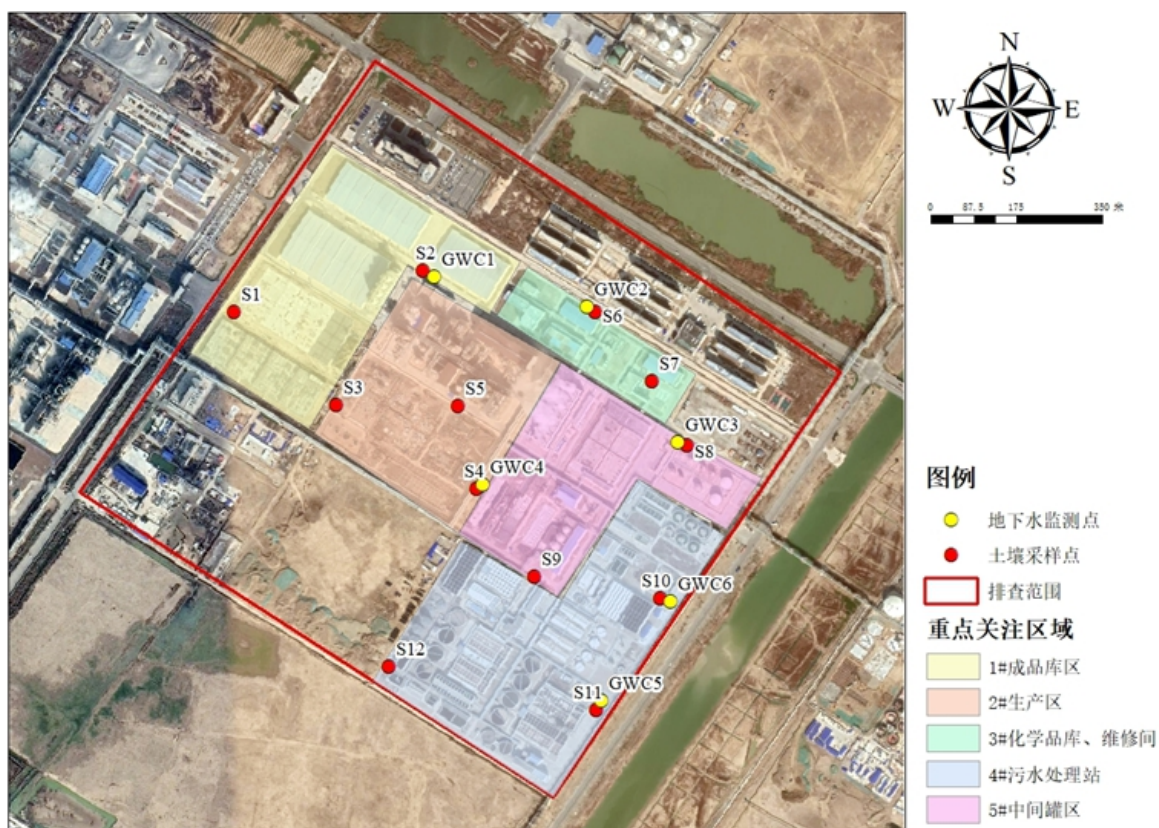 N
W
E
S
0 87.5 175 350 米
S2
GWC1
S1
GWC2
S6
S7
S3
S5
GWC3
S8
S4
GWC4
S9
S10
GWC6
S12
S11
GWC5
图例
地下水监测点
土壤采样点
排查范围
重点关注区域
1#成品库区
2#生产区
3#化学品库、维修间
4#污水处理站
5#中间罐区